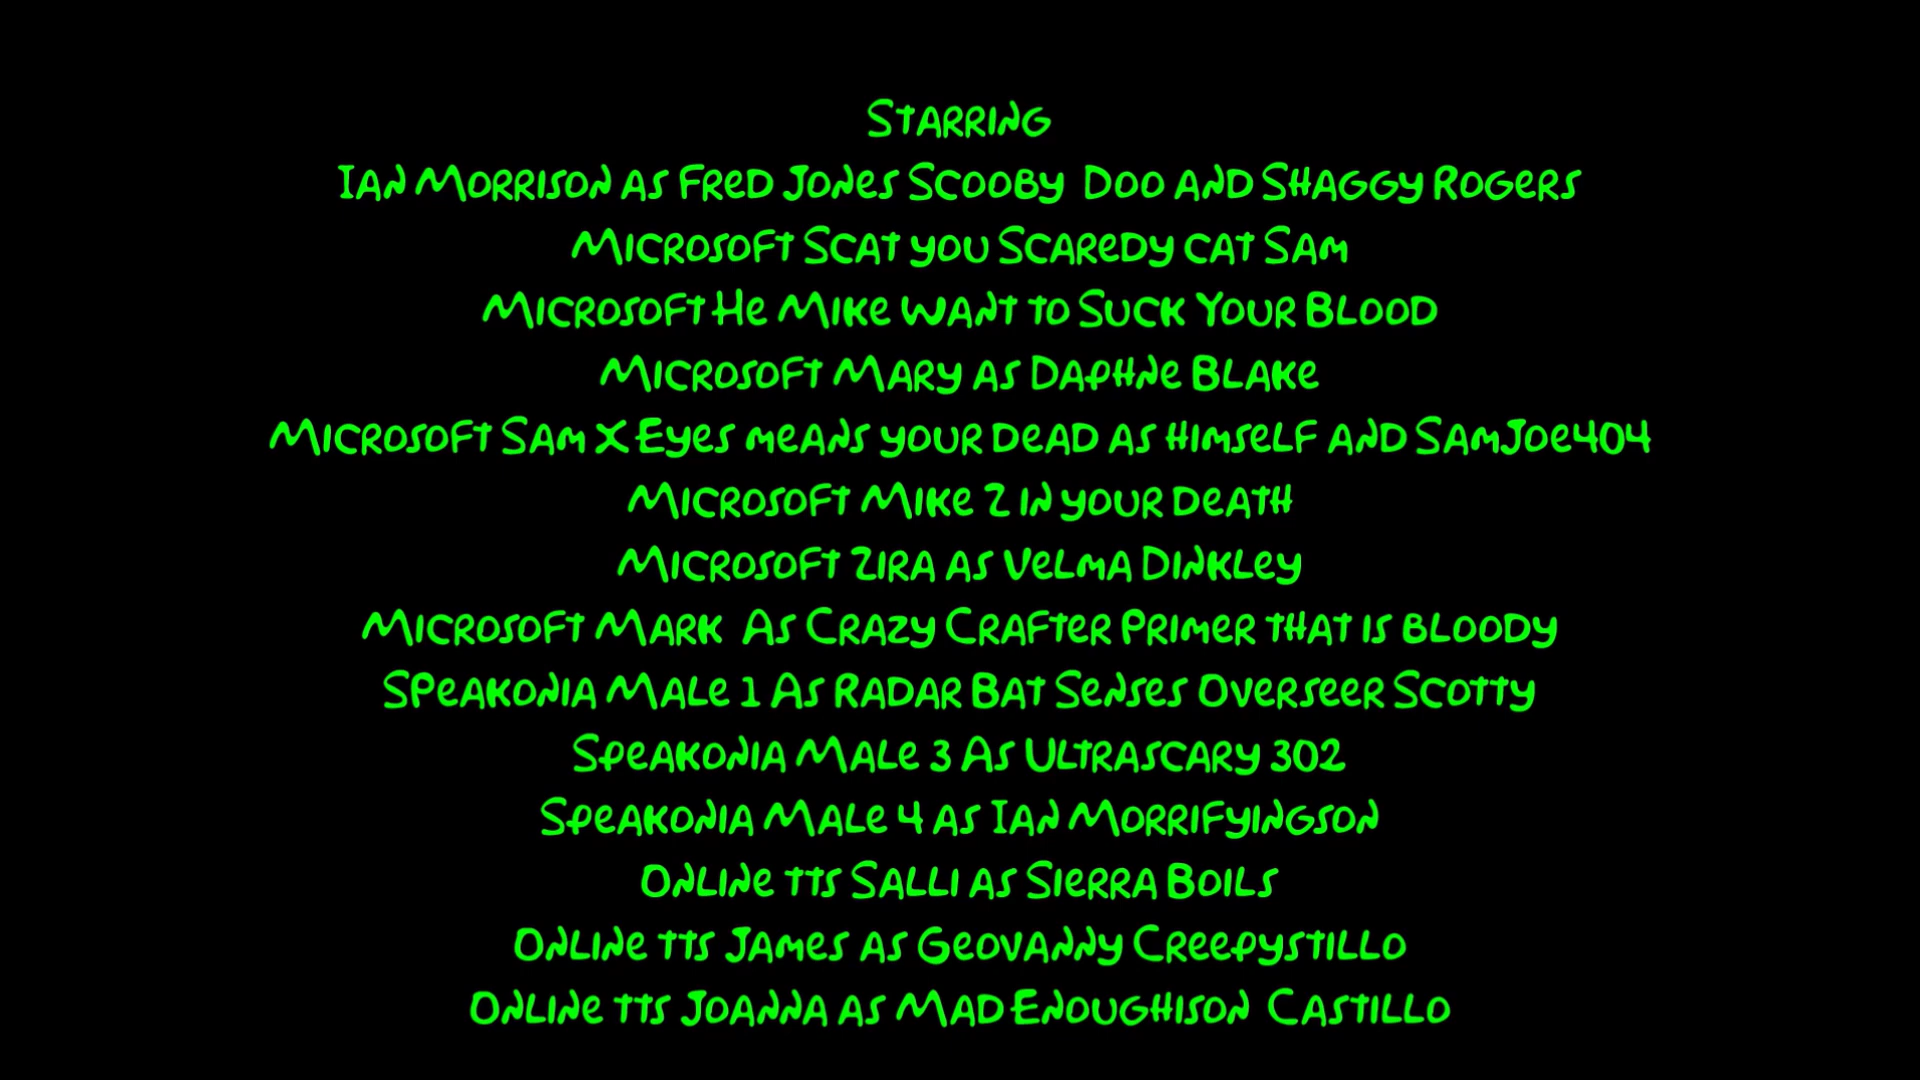 Starring
Ian Morrison as Fred Jones Scooby Doo and Shaggy Rogers
Microsoft Scat you Scaredy cat Sam
Microsoft He Mike want to Suck Your Blood
Microsoft Mary as Daphne Blake
Microsoft Sam X Eyes means your dead as himself and SamJoe404
Microsoft Mike 2 in your death
Microsoft Zira as Velma Dinkley
Microsoft Mark As Crazy Crafter Primer that is bloody
Speakonia Male 1 As Radar Bat Senses Overseer Scotty
Speakonia Male 3 As Ultrascary 302
Speakonia Male 4 as Ian Morrifyingson
Online tts Salli as Sierra Boils
Online tts James as Geovanny Creepystillo
Online tts Joanna as Mad Enoughison Castillo